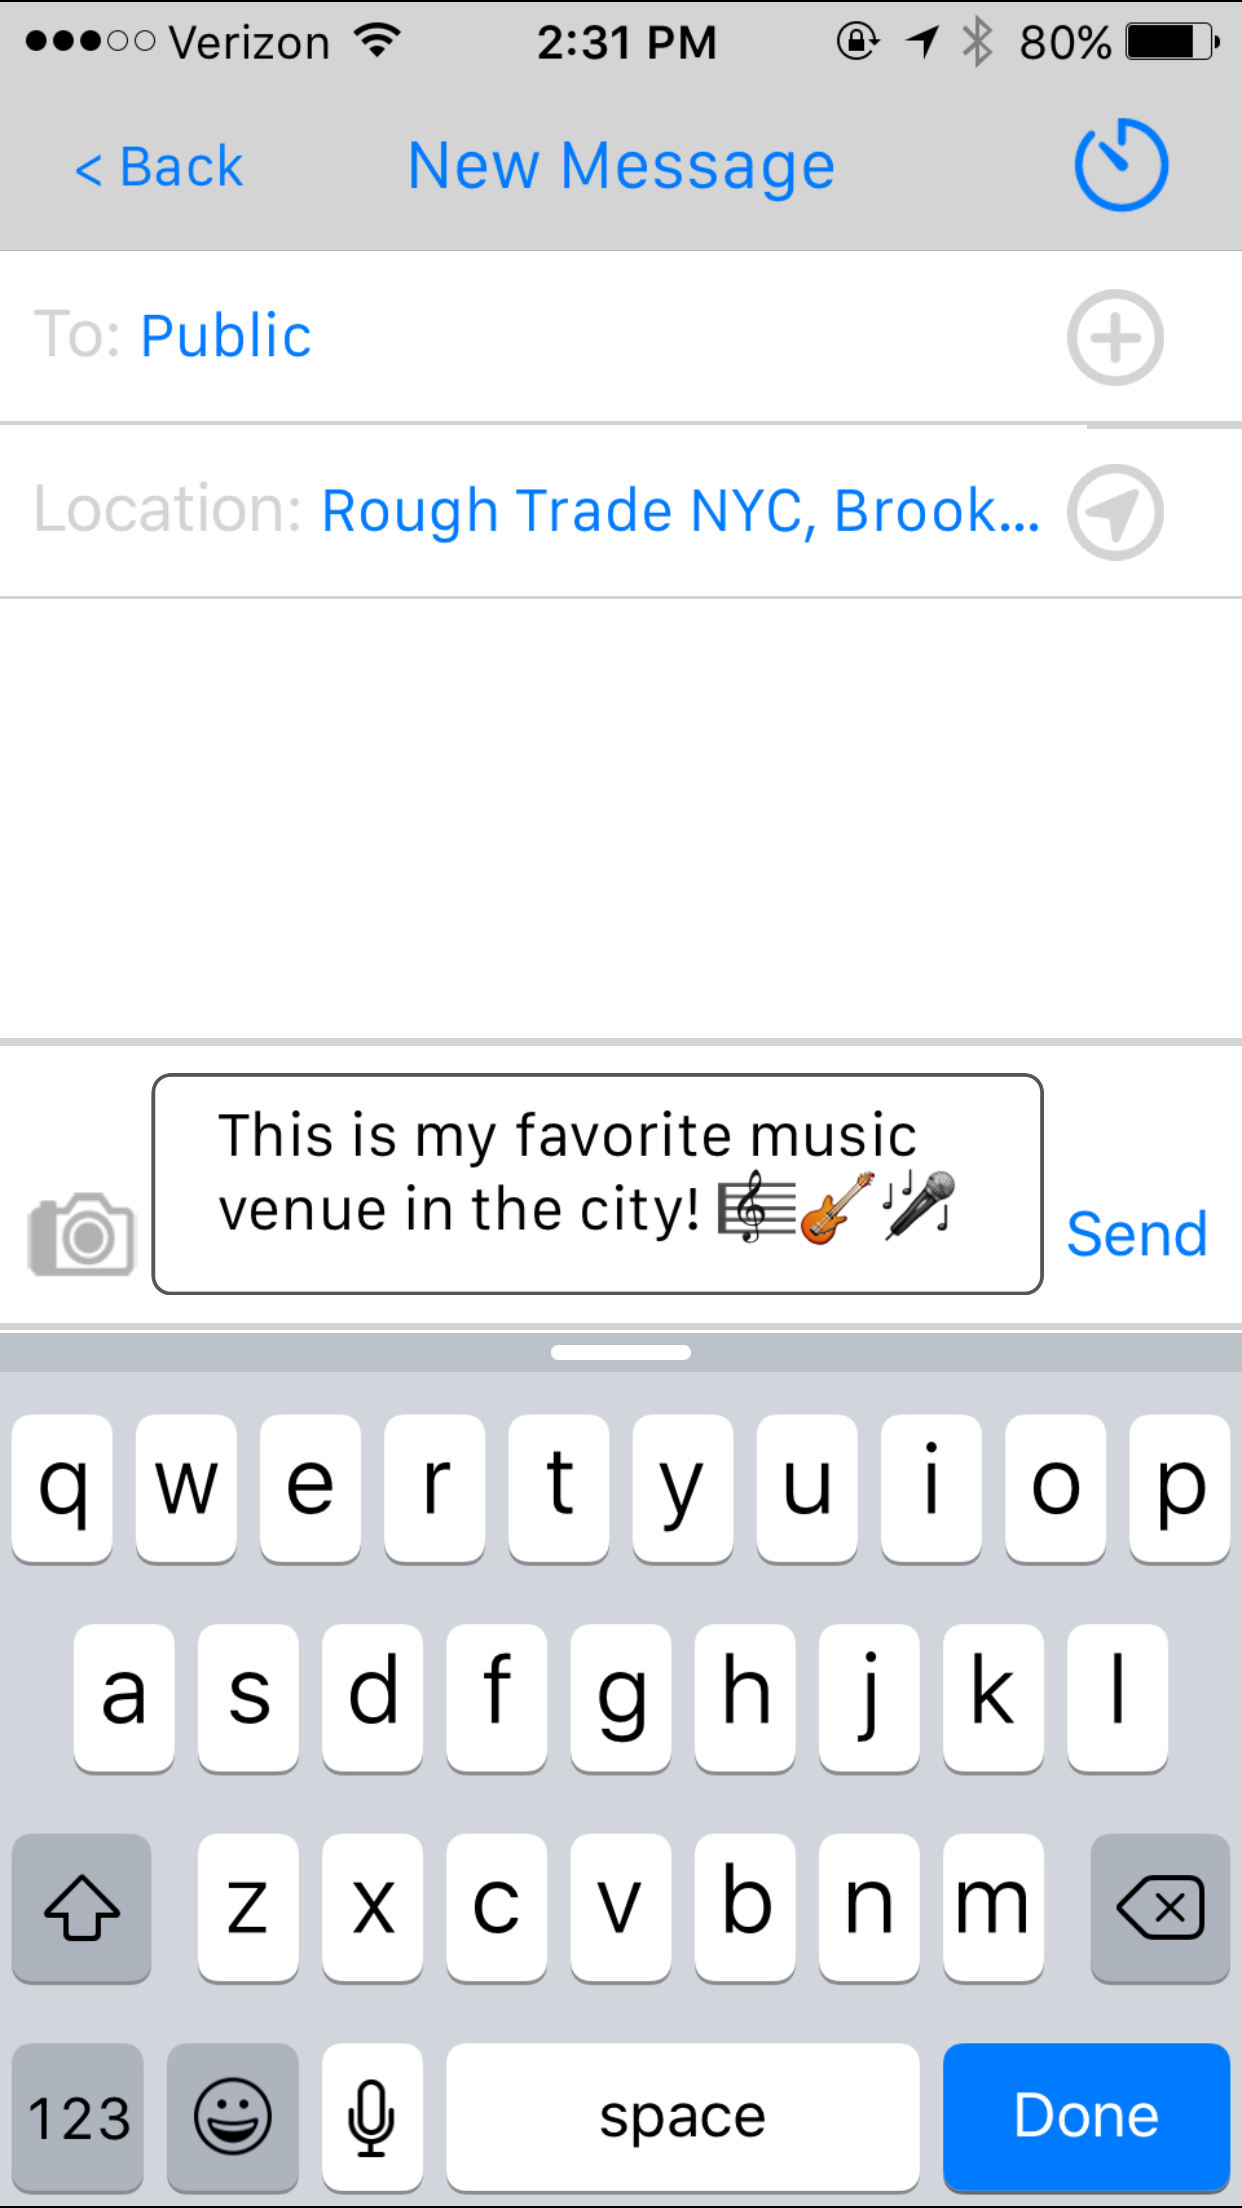 Verizon 2:31 PM 80%
< Back New Message
To: Public
Location: Rough Trade NYC, Brook...
This is my favorite music
venue in the city! 🎼🎸🎤
Send
q w e r t y u i o p
a s d f g h j k l
z x c v b n m
123 space Done